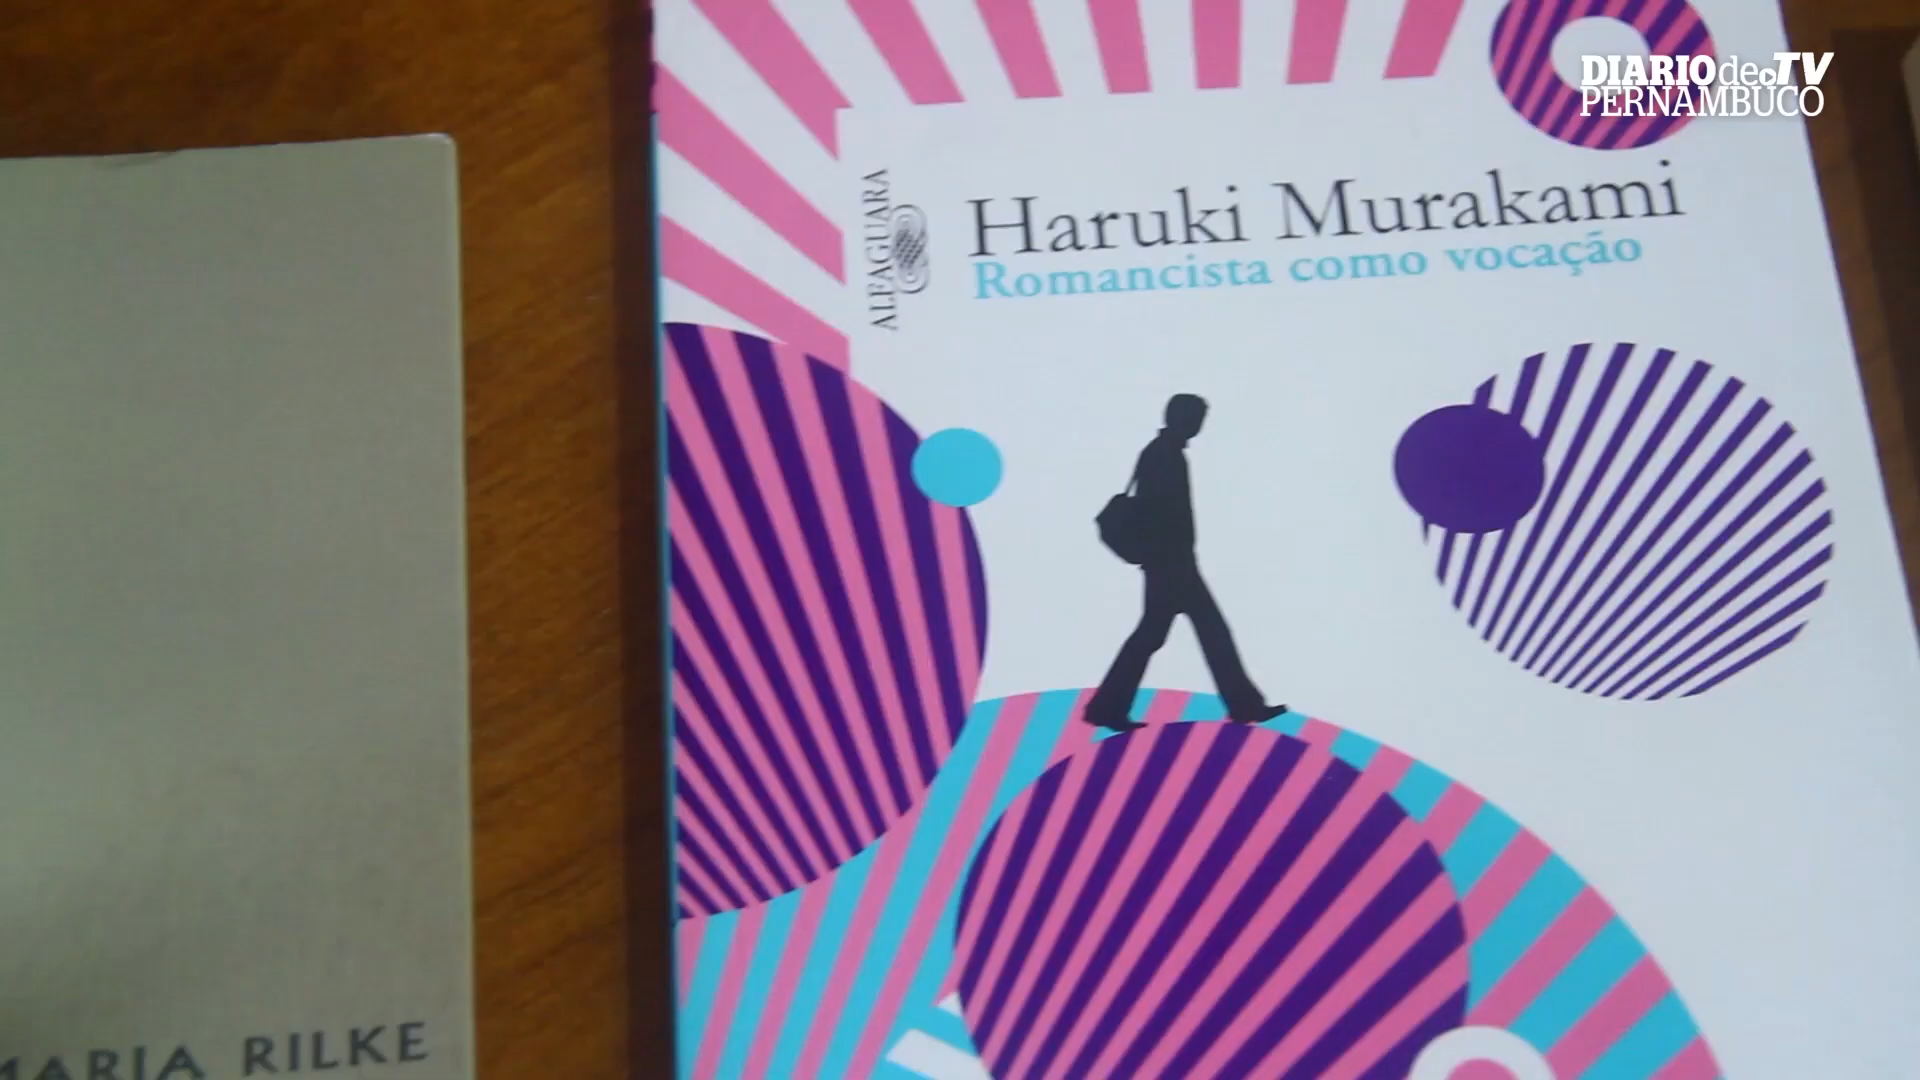 DIARIO de TV
PERNAMBUCO
ALFAGUARA
Haruki Murakami
Romancista como vocação
MARIA RILKE